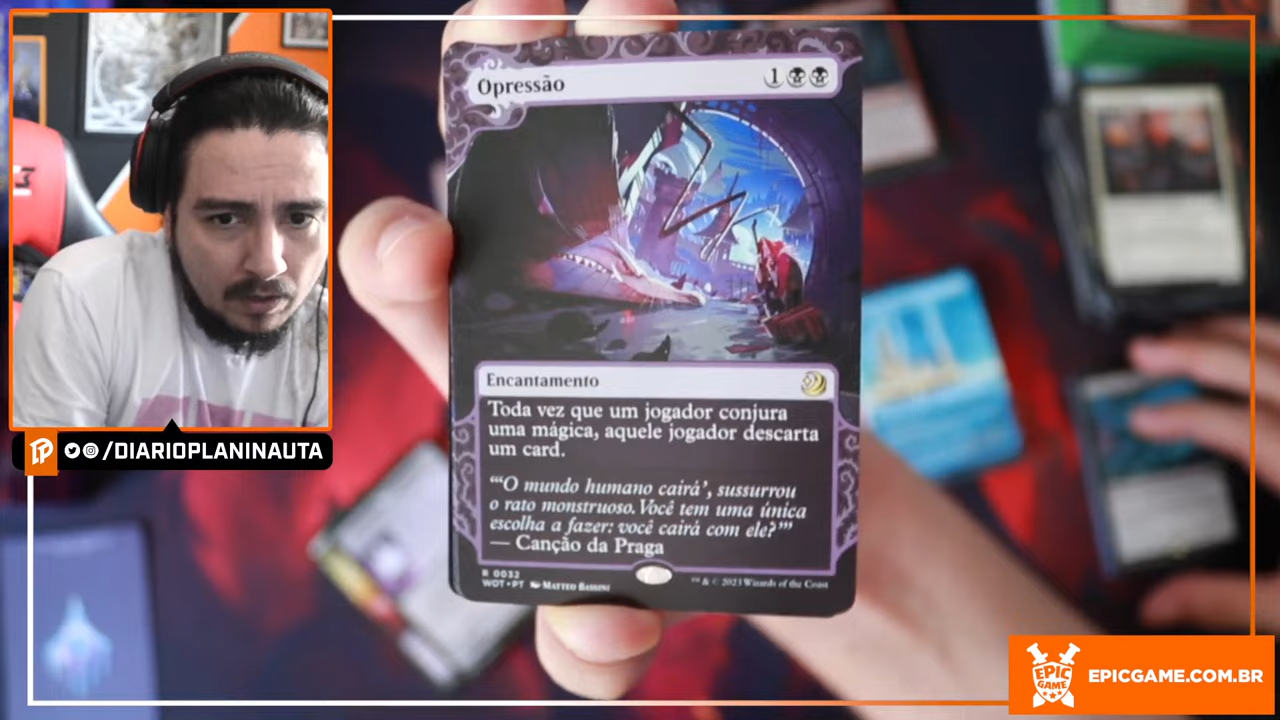 Opressão 1
Encantamento
Toda vez que um jogador conjura
uma mágica, aquele jogador descarta
um card.
“‘O mundo humano cairá’, sussurrou
o rato monstruoso. Você tem uma única
escolha a fazer: você cairá com ele?’”
— Canção da Praga
R 0032
WOT • PT MATTEO BASSINI
™ & © 2023 Wizards of the Coast
/DIARIOPLANINAUTA
EPIC
GAME
EPICGAME.COM.BR